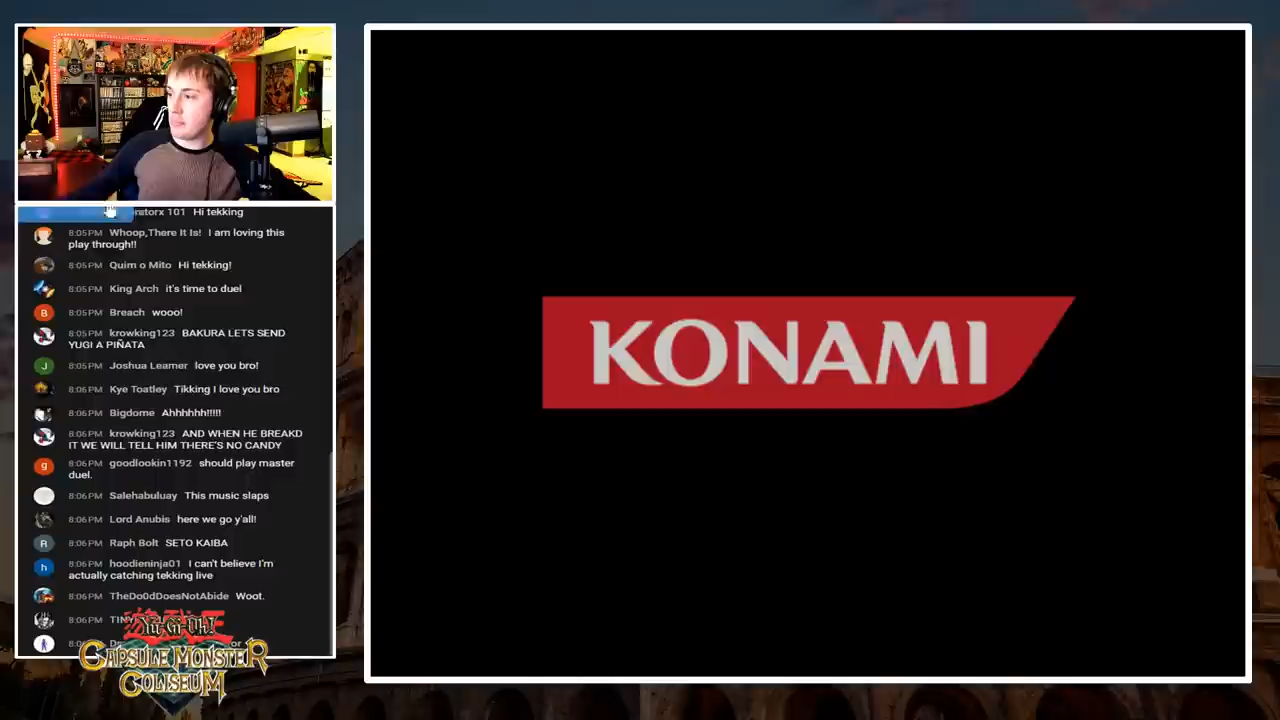 ratorx 101 Hi tekking
8:05PM Whoop,There It Is! I am loving this
play through!!
8:05PM Quim o Mito Hi tekking!
8:05PM King Arch it's time to duel
B 8:05PM Breach wooo!
8:05PM krowking123 BAKURA LETS SEND
YUGI A PIÑATA
J 8:05PM Joshua Learner love you bro!
8:06PM Kye Toatley Tikking I love you bro
8:06PM Bigdome Ahhhhhh!!!!!
8:06PM krowking123 AND WHEN HE BREAKD
IT WE WILL TELL HIM THERE'S NO CANDY
g 8:06PM goodlookin1192 should play master
duel.
8:06PM Salehabuluay This music slaps
8:06PM Lord Anubis here we go y'all!
R 8:06PM Raph Bolt SETO KAIBA
h 8:06PM hoodieninja01 I can't believe I'm
actually catching tekking live
8:06PM TheDo0dDoesNotAbide Woot.
8:06PM TINY
Yu-Gi-Oh!
CAPSULE MONSTER
COLISEUM
KONAMI